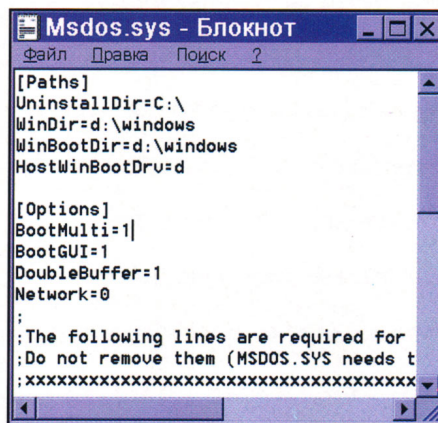 Msdos.sys - Блокнот
Файл Правка Поиск ?
[Paths]
UninstallDir=C:\
WinDir=d:\windows
WinBootDir=d:\windows
HostWinBootDrv=d
[Options]
BootMulti=1
BootGUI=1
DoubleBuffer=1
Network=0
;
;The following lines are required for
;Do not remove them (MSDOS.SYS needs t
;xxxxxxxxxxxxxxxxxxxxxxxxxxxxxxxxxxxxx